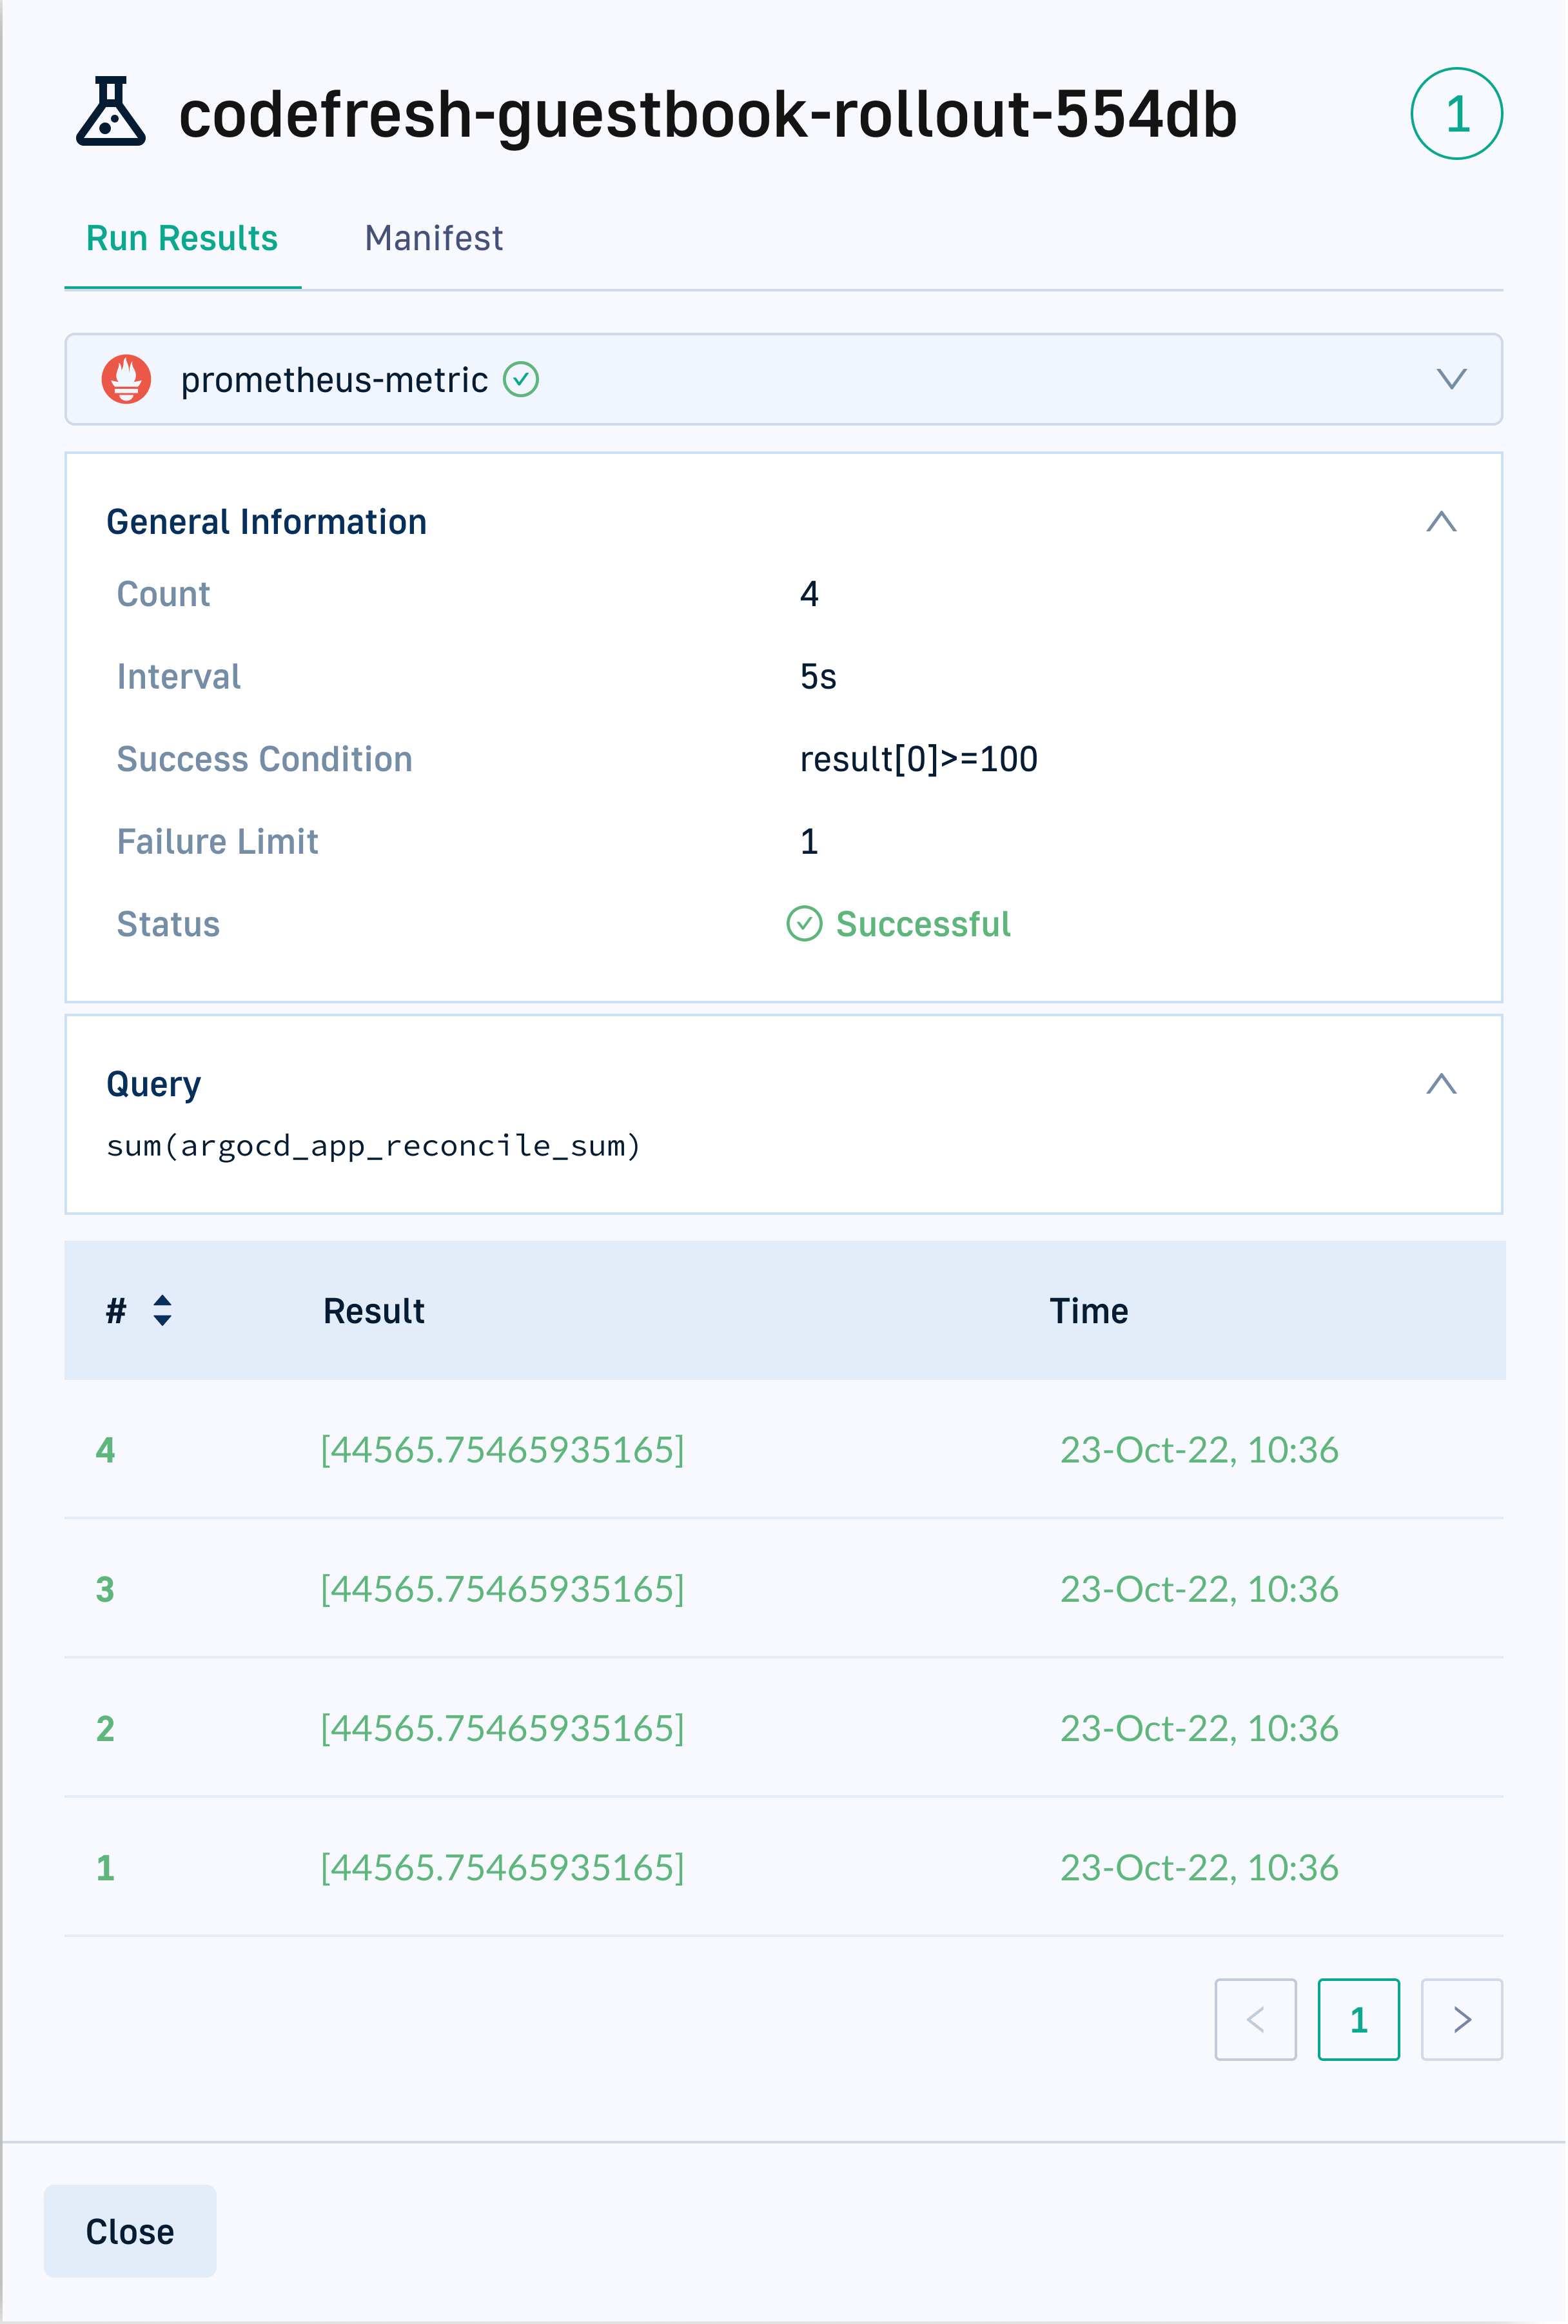 codefresh-guestbook-rollout-554db 1
Run Results Manifest
prometheus-metric
General Information
Count 4
Interval 5s
Success Condition result[0]>=100
Failure Limit 1
Status Successful
Query
sum(argocd_app_reconcile_sum)
# Result Time
4 [44565.75465935165] 23-Oct-22, 10:36
3 [44565.75465935165] 23-Oct-22, 10:36
2 [44565.75465935165] 23-Oct-22, 10:36
1 [44565.75465935165] 23-Oct-22, 10:36
< 1 >
Close